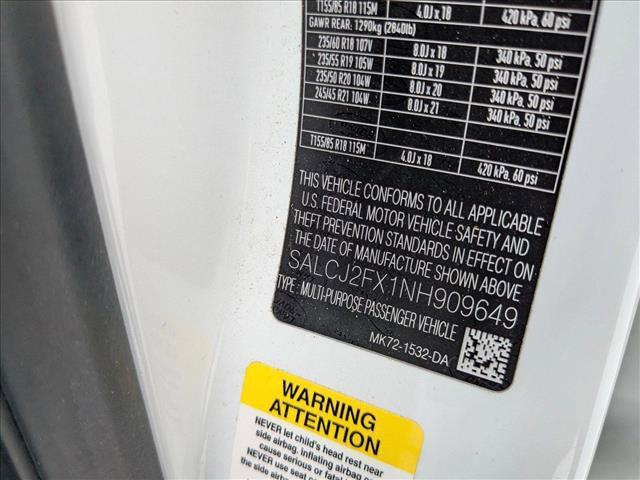 T155/85 R18 115M 4.0J x 18 420 kPa, 60 psi
GAWR REAR: 1290kg (2840lb)
235/60 R18 107V 8.0J x 18 340 kPa, 50 psi
235/55 R19 105W 8.0J x 19 340 kPa, 50 psi
235/50 R20 104W 8.0J x 20 340 kPa, 50 psi
245/45 R21 104W 8.0J x 21 340 kPa, 50 psi
T155/85 R18 115M 4.0J x 18 420 kPa, 60 psi
THIS VEHICLE CONFORMS TO ALL APPLICABLE
U.S. FEDERAL MOTOR VEHICLE SAFETY AND
THEFT PREVENTION STANDARDS IN EFFECT ON
THE DATE OF MANUFACTURE SHOWN ABOVE
SALCJ2FX1NH909649
TYPE: MULTI-PURPOSE PASSENGER VEHICLE
MK72-1532-DA
WARNING
ATTENTION
NEVER let child's head rest near
side airbag, inflating airbag can
cause serious or fatal
NEVER use seat
the side airbag